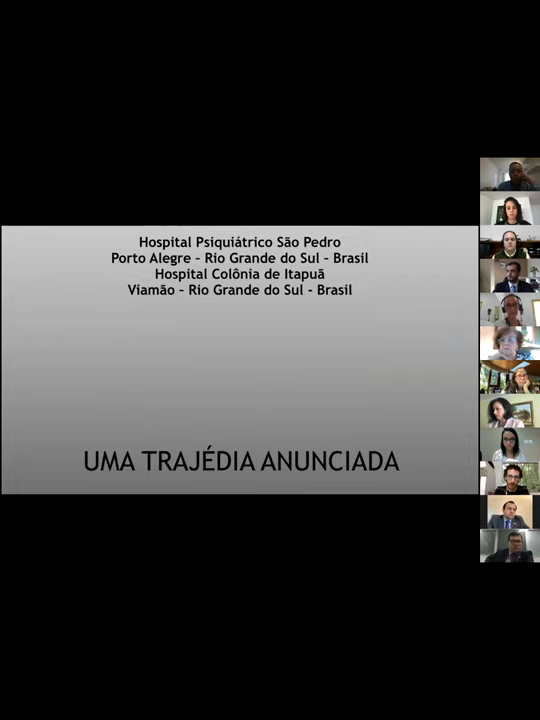 Hospital Psiquiátrico São Pedro
Porto Alegre – Rio Grande do Sul – Brasil
Hospital Colônia de Itapuã
Viamão – Rio Grande do Sul - Brasil
UMA TRAJÉDIA ANUNCIADA